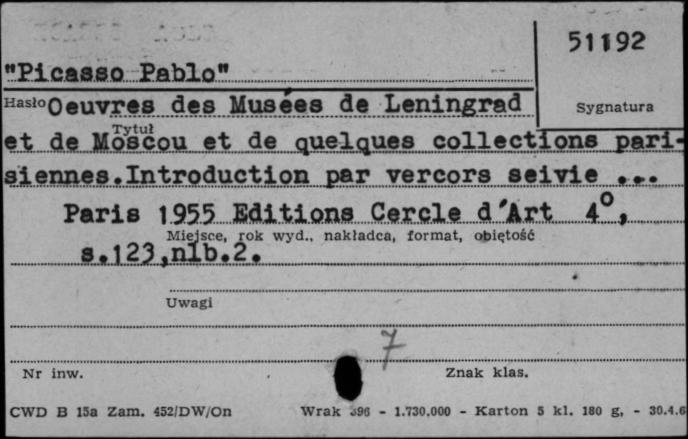 51192
"Picasso Pablo"
Hasło Oeuvres des Musées de Leningrad
Sygnatura
Tytuł
et de Moscou et de quelques collections pari-
siennes.Introduction par vercors seivie ...
Paris 1955 Editions Cercle d'Art 4°,
Miejsce, rok wyd., nakładca, format, objętość
s.123,nlb.2.
Uwagi
7
Nr inw.
Znak klas.
CWD B 15a Zam. 452/DW/On Wrak 396 - 1.730.000 - Karton 5 kl. 180 g, - 30.4.6